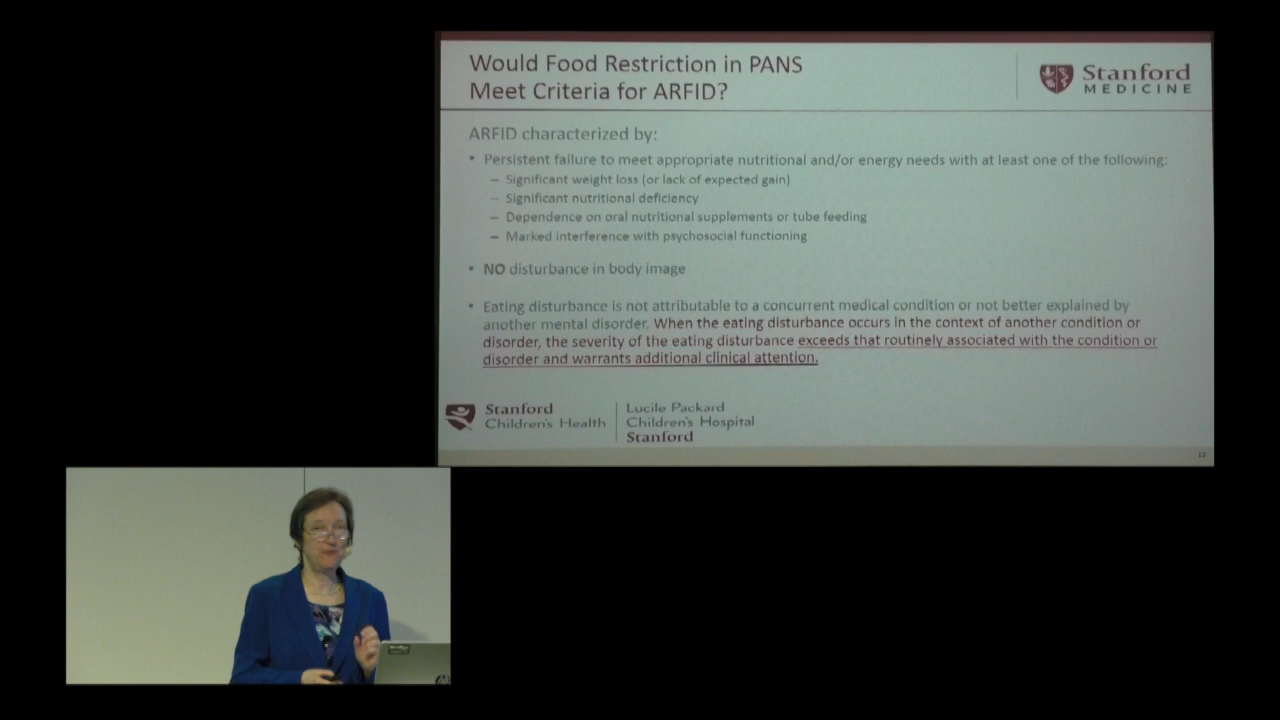 Would Food Restriction in PANS
Meet Criteria for ARFID?
Stanford
MEDICINE
ARFID characterized by:
• Persistent failure to meet appropriate nutritional and/or energy needs with at least one of the following:
– Significant weight loss (or lack of expected gain)
– Significant nutritional deficiency
– Dependence on oral nutritional supplements or tube feeding
– Marked interference with psychosocial functioning
• NO disturbance in body image
• Eating disturbance is not attributable to a concurrent medical condition or not better explained by
another mental disorder. When the eating disturbance occurs in the context of another condition or
disorder, the severity of the eating disturbance exceeds that routinely associated with the condition or
disorder and warrants additional clinical attention.
Stanford
Children's Health
Lucile Packard
Children's Hospital
Stanford
hp